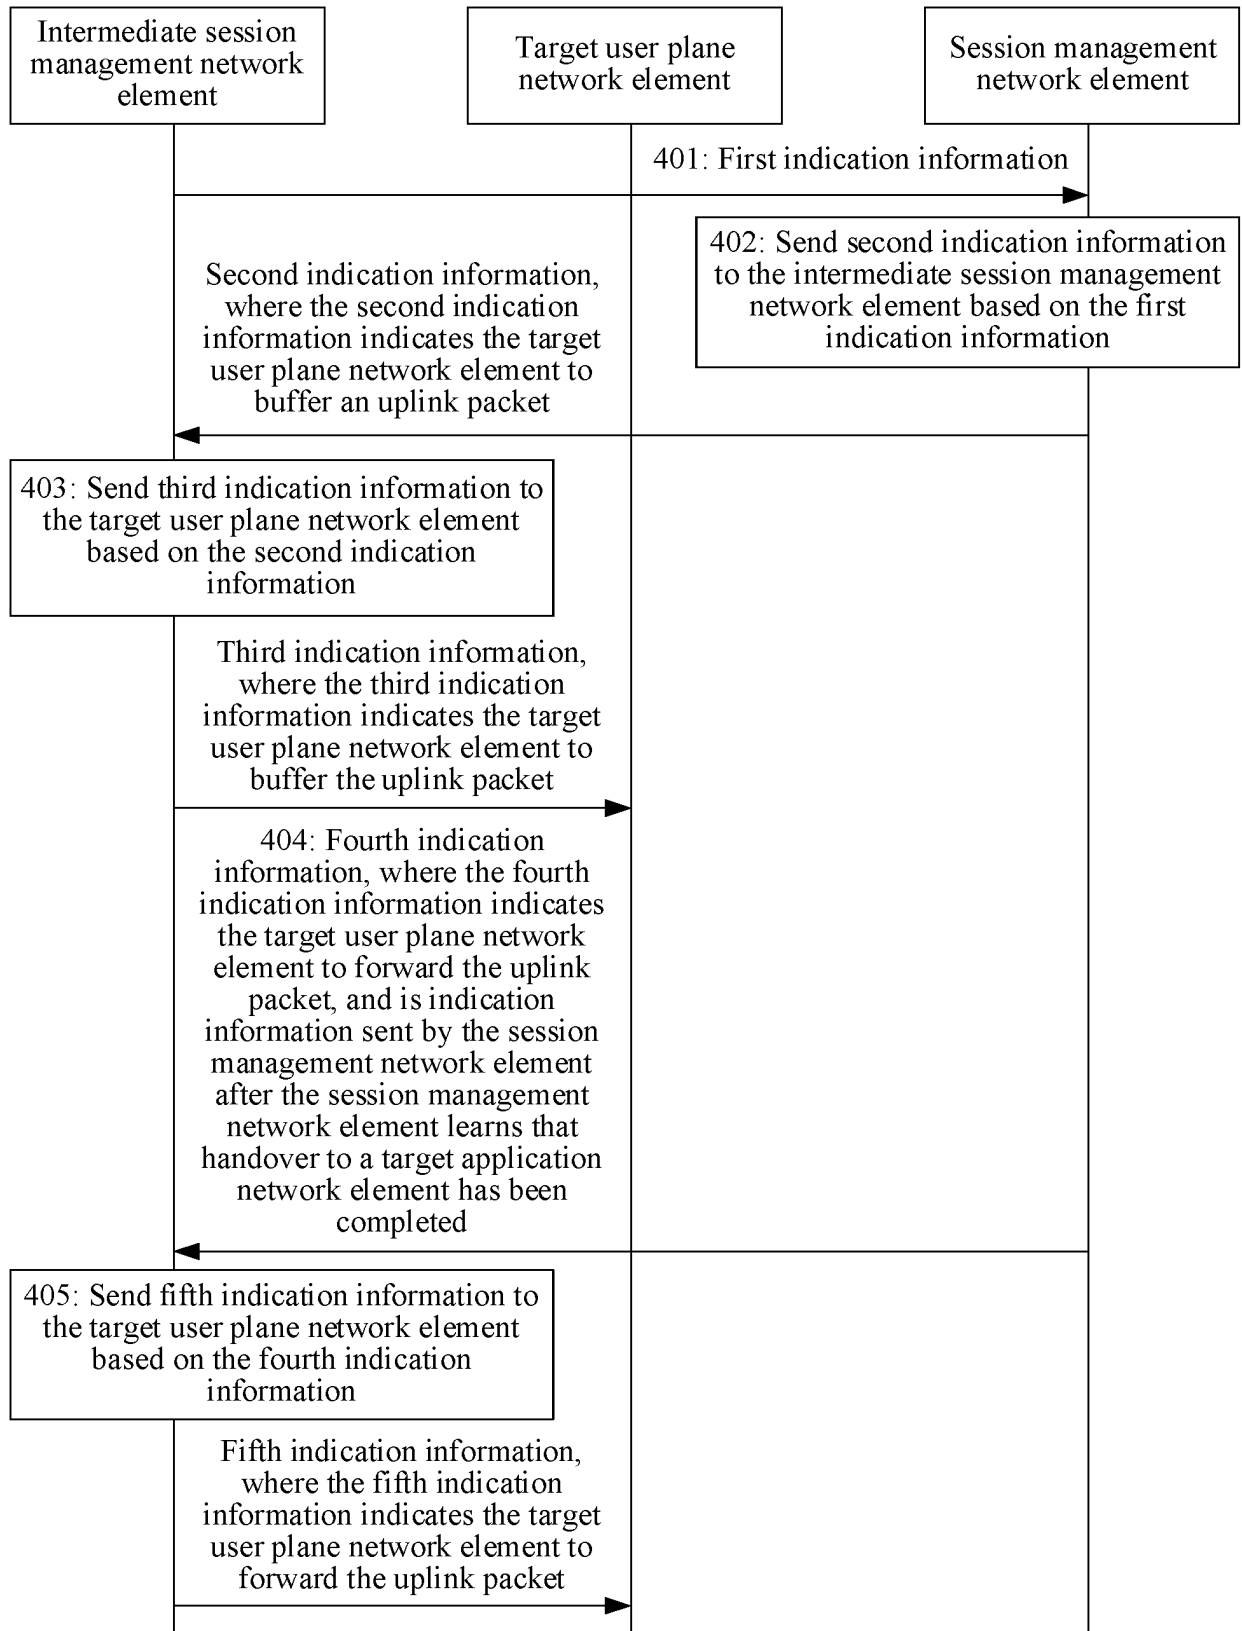 Intermediate session
management network
element
Target user plane
network element
Session management
network element
401: First indication information
402: Send second indication information
to the intermediate session management
network element based on the first
indication information
Second indication information,
where the second indication
information indicates the target
user plane network element to
buffer an uplink packet
403: Send third indication information to
the target user plane network element
based on the second indication
information
Third indication information,
where the third indication
information indicates the target
user plane network element to
buffer the uplink packet
404: Fourth indication
information, where the fourth
indication information indicates
the target user plane network
element to forward the uplink
packet, and is indication
information sent by the session
management network element
after the session management
network element learns that
handover to a target application
network element has been
completed
405: Send fifth indication information to
the target user plane network element
based on the fourth indication
information
Fifth indication information,
where the fifth indication
information indicates the target
user plane network element to
forward the uplink packet